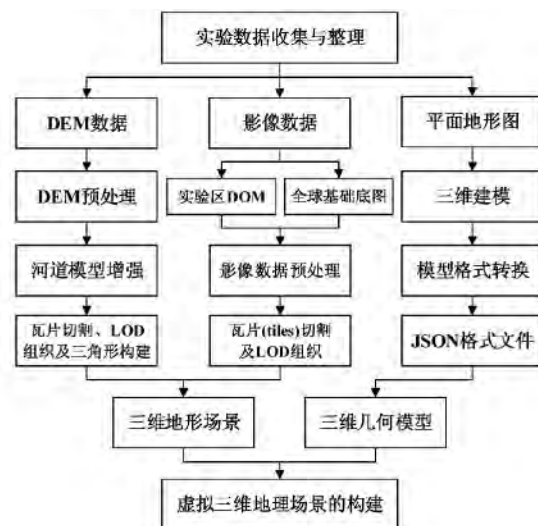 实验数据收集与整理
DEM数据
影像数据
平面地形图
DEM预处理
实验区DOM
全球基础底图
三维建模
河道模型增强
影像数据预处理
模型格式转换
瓦片切割、LOD
组织及三角形构建
瓦片(tiles)切割
及LOD组织
JSON格式文件
三维地形场景
三维几何模型
虚拟三维地理场景的构建